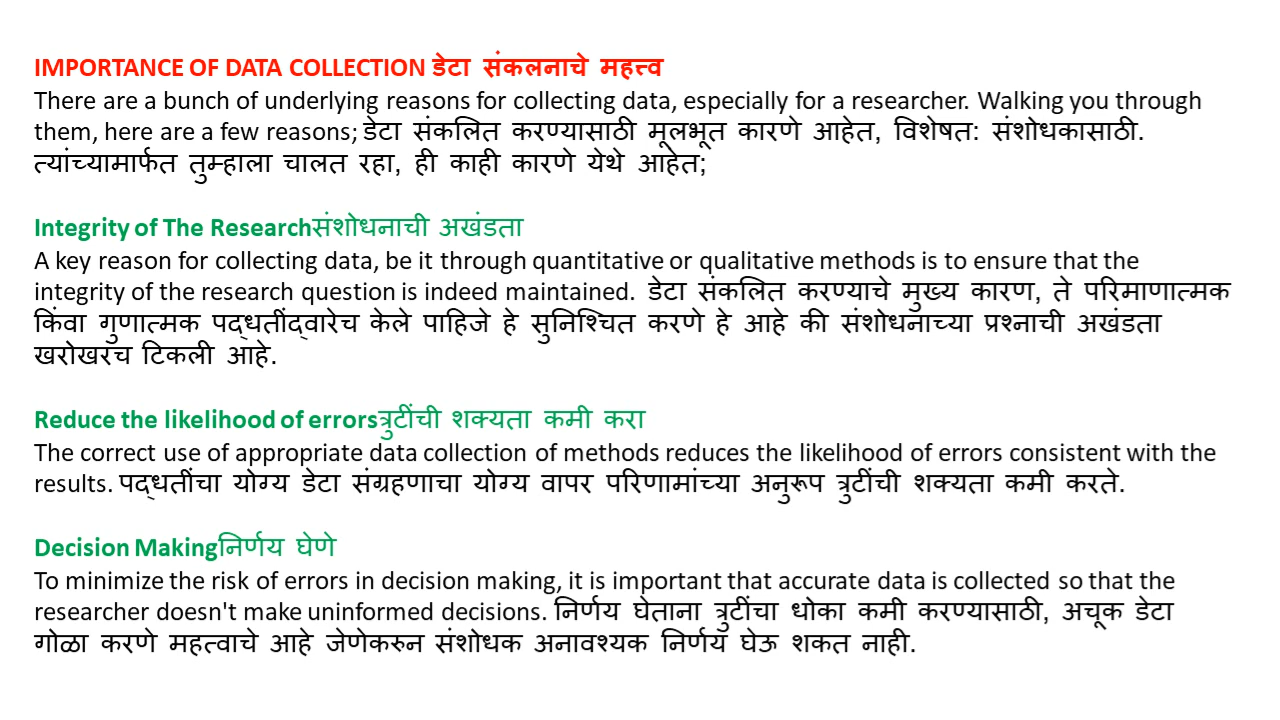 IMPORTANCE OF DATA COLLECTION डेटा संकलनाचे महत्त्व
There are a bunch of underlying reasons for collecting data, especially for a researcher. Walking you through
them, here are a few reasons; डेटा संकलित करण्यासाठी मूलभूत कारणे आहेत, विशेषत: संशोधकासाठी.
त्यांच्यामार्फत तुम्हाला चालत रहा, ही काही कारणे येथे आहेत;
Integrity of The Researchसंशोधनाची अखंडता
A key reason for collecting data, be it through quantitative or qualitative methods is to ensure that the
integrity of the research question is indeed maintained. डेटा संकलित करण्याचे मुख्य कारण, ते परिमाणात्मक
किंवा गुणात्मक पद्धतींद्वारेच केले पाहिजे हे सुनिश्चित करणे हे आहे की संशोधनाच्या प्रश्नाची अखंडता
खरोखरच टिकली आहे.
Reduce the likelihood of errorsत्रुटींची शक्यता कमी करा
The correct use of appropriate data collection of methods reduces the likelihood of errors consistent with the
results. पद्धतींचा योग्य डेटा संग्रहणाचा योग्य वापर परिणामांच्या अनुरूप त्रुटींची शक्यता कमी करते.
Decision Makingनिर्णय घेणे
To minimize the risk of errors in decision making, it is important that accurate data is collected so that the
researcher doesn't make uninformed decisions. निर्णय घेताना त्रुटींचा धोका कमी करण्यासाठी, अचूक डेटा
गोळा करणे महत्वाचे आहे जेणेकरुन संशोधक अनावश्यक निर्णय घेऊ शकत नाही.